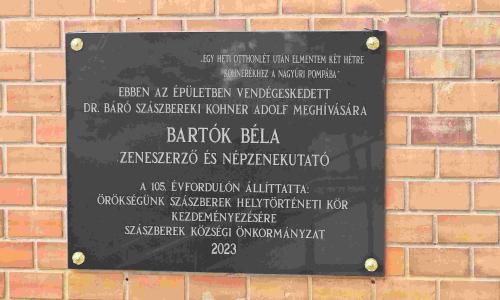 „EGY HETI OTTHONLÉT UTÁN ELMENTEM KÉT HÉTRE
KOHNERÉKHEZ A NAGYÚRI POMPÁBA"
EBBEN AZ ÉPÜLETBEN VENDÉGESKEDETT
DR. BÁRÓ SZÁSZBEREKI KOHNER ADOLF MEGHÍVÁSÁRA
BARTÓK BÉLA
ZENESZERZŐ ÉS NÉPZENEKUTATÓ
A 105. ÉVFORDULÓN ÁLLÍTTATTA:
ÖRÖKSÉGÜNK SZÁSZBEREK HELYTÖRTÉNETI KÖR
KEZDEMÉNYEZÉSÉRE
SZÁSZBEREK KÖZSÉGI ÖNKORMÁNYZAT
2023